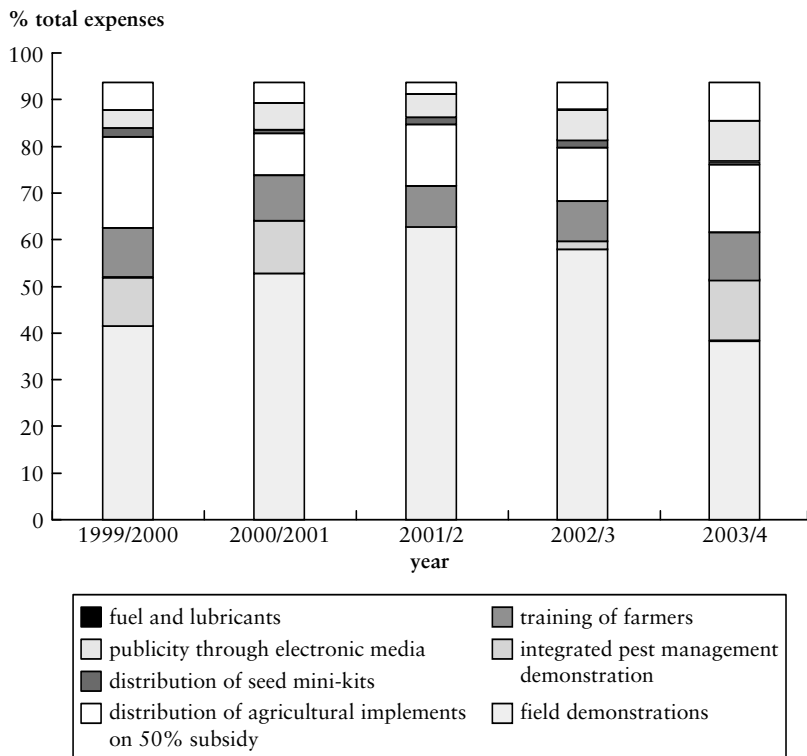 % total expenses
100
90
80
70
60
50
40
30
20
10
0
1999/2000 2000/2001 2001/2 2002/3 2003/4
year
fuel and lubricants
publicity through electronic media
distribution of seed mini-kits
distribution of agricultural implements
on 50% subsidy
training of farmers
integrated pest management
demonstration
field demonstrations